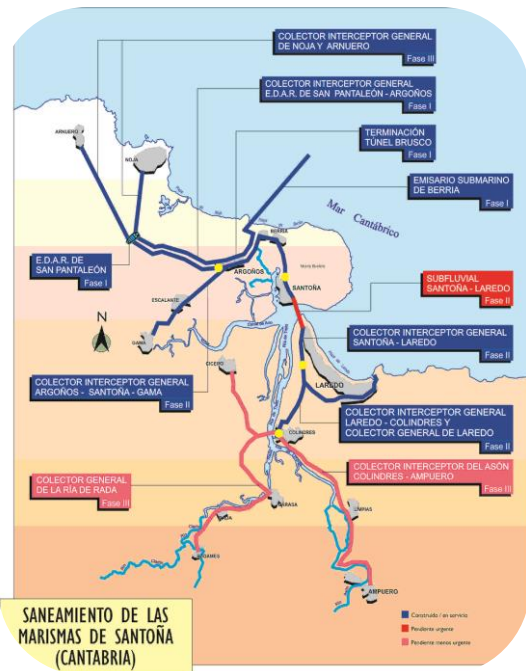 COLECTOR INTERCEPTOR GENERAL
DE NOJA Y ARNUERO
Fase III
COLECTOR INTERCEPTOR GENERAL
E.D.A.R. DE SAN PANTALEÓN - ARGOÑOS
Fase I
TERMINACIÓN
TÚNEL BRUSCO
Fase I
EMISARIO SUBMARINO
DE BERRIA
Fase I
ARNUERO
NOJA
Mar Cantábrico
BERRIA
E.D.A.R. DE
SAN PANTALEÓN
Fase I
ARGOÑOS
SANTOÑA
SUBFLUVIAL
SANTOÑA - LAREDO
Fase II
ESCALANTE
N
GAMA
CICERO
COLECTOR INTERCEPTOR GENERAL
SANTOÑA - LAREDO
Fase II
LAREDO
COLECTOR INTERCEPTOR GENERAL
ARGOÑOS - SANTOÑA - GAMA
Fase II
COLECTOR INTERCEPTOR GENERAL
LAREDO - COLINDRES Y
COLECTOR GENERAL DE LAREDO
Fase II
COLINDRES
COLECTOR GENERAL
DE LA RÍA DE RADA
Fase III
COLECTOR INTERCEPTOR DEL ASÓN
COLINDRES - AMPUERO
Fase III
LIMPIAS
AMPUERO
Construido / en servicio
Pendiente urgente
Pendiente menos urgente
SANEAMIENTO DE LAS
MARISMAS DE SANTOÑA
(CANTABRIA)